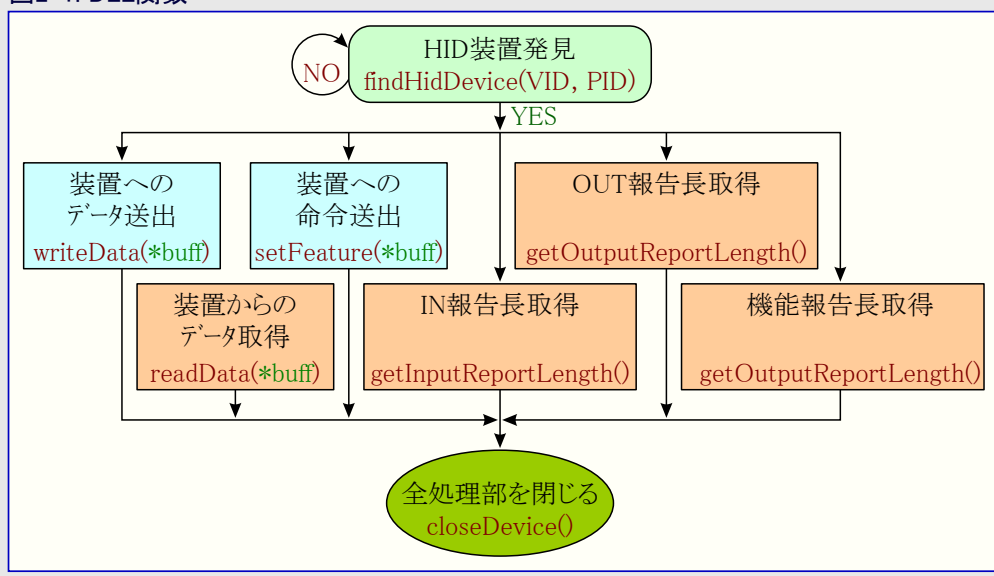 HID装置発見
findHidDevice(VID, PID)
NO
YES
装置への
データ送出
writeData(*buff)
装置への
命令送出
setFeature(*buff)
OUT報告長取得
getOutputReportLength()
装置からの
データ取得
readData(*buff)
IN報告長取得
getInputReportLength()
機能報告長取得
getOutputReportLength()
全処理部を閉じる
closeDevice()